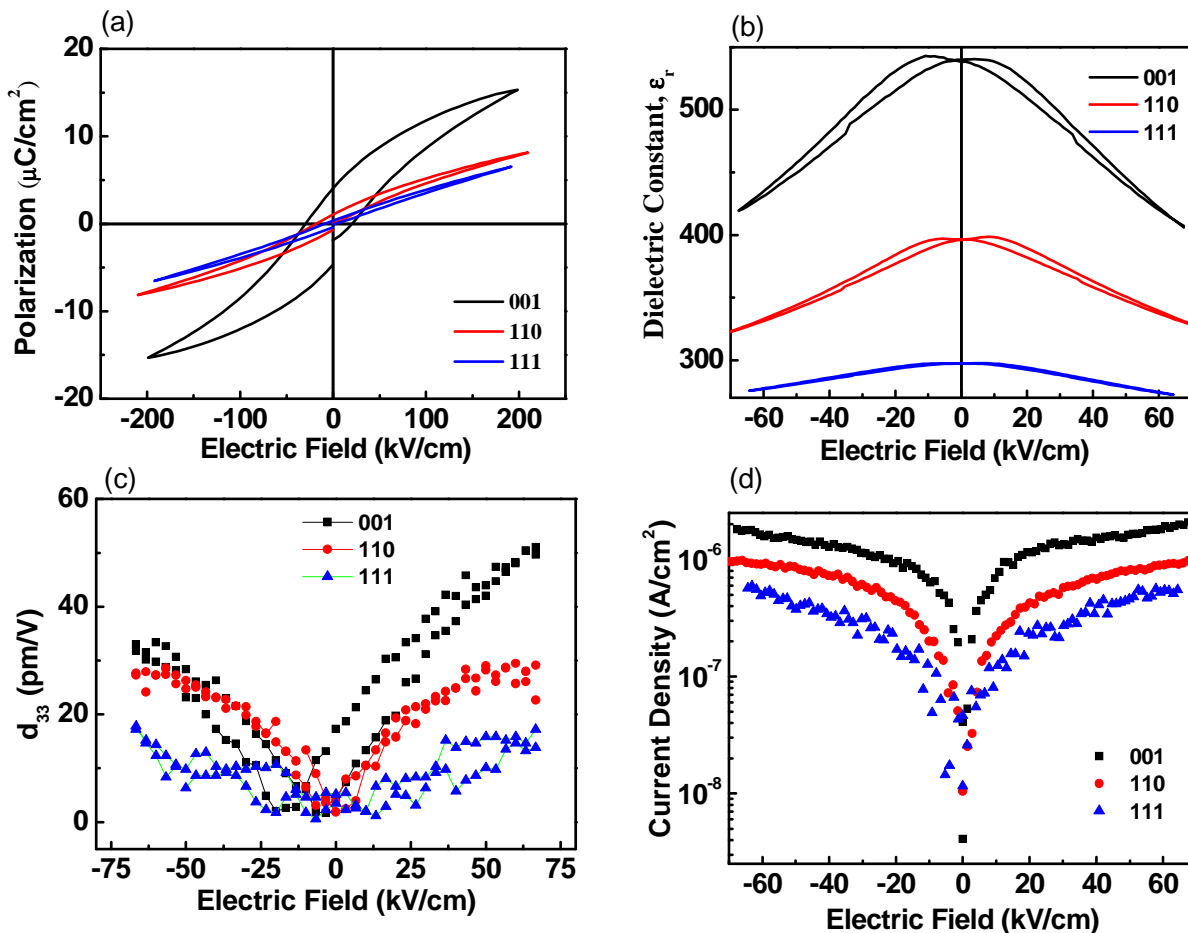 (a)
Polarization (μC/cm²)
20
10
0
-10
-20
-200 -100 0 100 200
Electric Field (kV/cm)
001
110
111
(b)
Dielectric Constant, εᵣ
500
400
300
-60 -40 -20 0 20 40 60
Electric Field (kV/cm)
001
110
111
(c)
d₃₃ (pm/V)
60
40
20
0
-75 -50 -25 0 25 50 75
Electric Field (kV/cm)
001
110
111
(d)
Current Density (A/cm²)
10⁻⁶
10⁻⁷
10⁻⁸
-60 -40 -20 0 20 40 60
Electric Field (kV/cm)
001
110
111